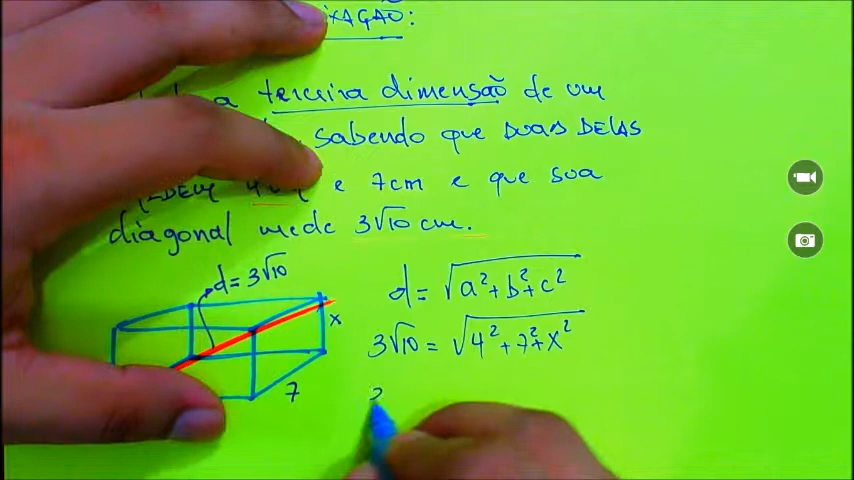 XAÇAO:
a terceira dimensão de um
sabendo que DUAS DELAS
e 7cm e que sua
diagonal mede 3√10 cm.
d = 3√10
x
7
d = √a² + b² + c²
3√10 = √4² + 7² + x²